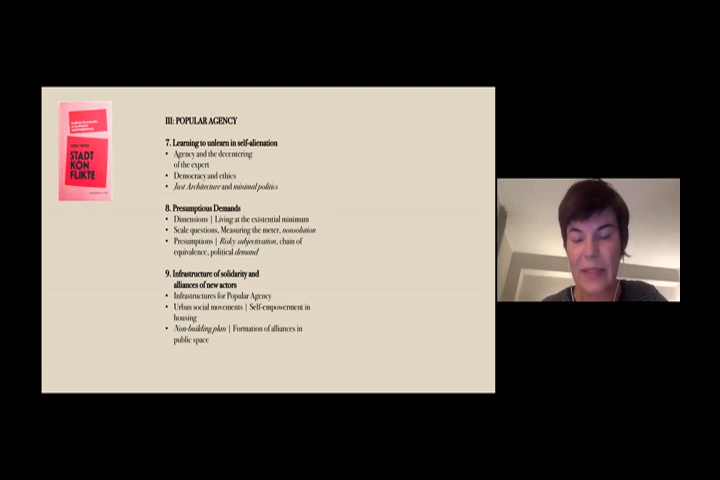 STADT
KON
FLIKTE
III: POPULAR AGENCY
7. Learning to unlearn in self-alienation
• Agency and the decentering
of the expert
• Democracy and ethics
• Just Architecture and minimal politics
8. Presumptious Demands
• Dimensions | Living at the existential minimum
• Scale questions, Measuring the meter, nonsolution
• Presumptions | Risky subjectivation, chain of
equivalence, political demand
9. Infrastructure of solidarity and
alliances of new actors
• Infrastructures for Popular Agency
• Urban social movements | Self-empowerment in
housing
• Non-building plan | Formation of alliances in
public space